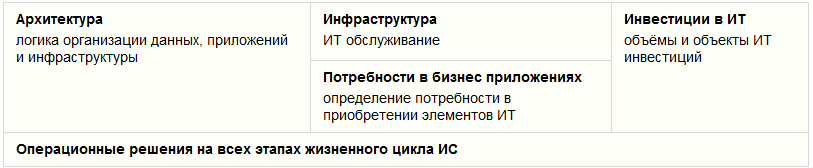 Архитектура
логика организации данных, приложений
и инфраструктуры
Инфраструктура
ИТ обслуживание
Потребности в бизнес приложениях
определение потребности в
приобретении элементов ИТ
Инвестиции в ИТ
объёмы и объекты ИТ
инвестиций
Операционные решения на всех этапах жизненного цикла ИС